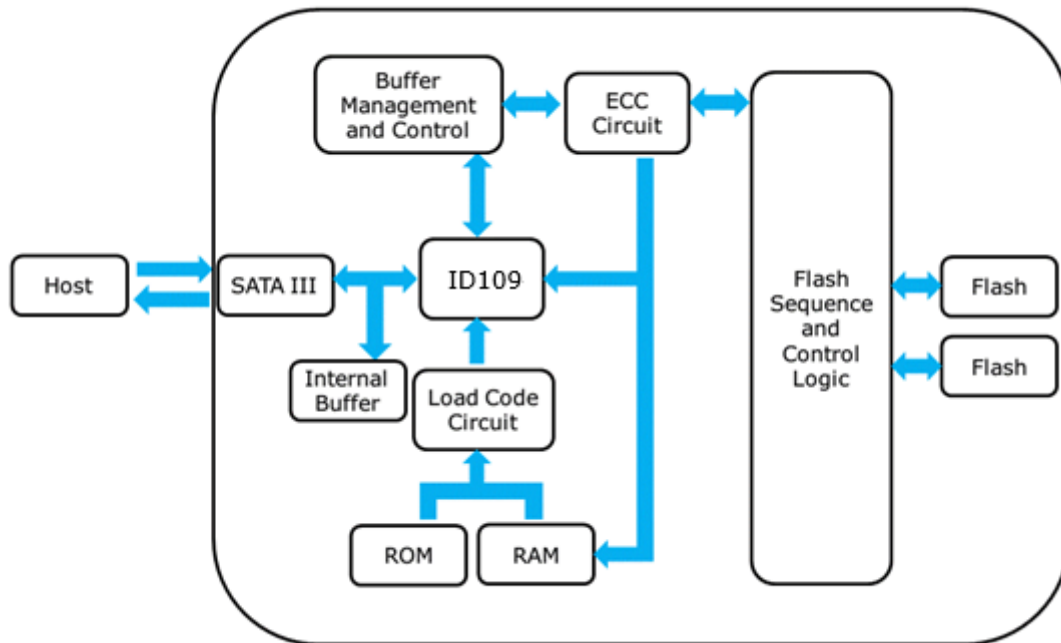 Buffer
Management
and Control
ECC
Circuit
Host
SATA III
ID109
Flash
Sequence
and
Control
Logic
Flash
Flash
Internal
Buffer
Load Code
Circuit
ROM
RAM